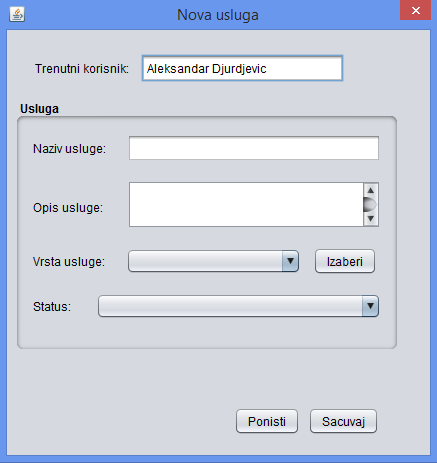 Nova usluga
Trenutni korisnik: Aleksandar Djurdjevic
Usluga
Naziv usluge:
Opis usluge:
Vrsta usluge: Izaberi
Status:
Ponisti Sacuvaj